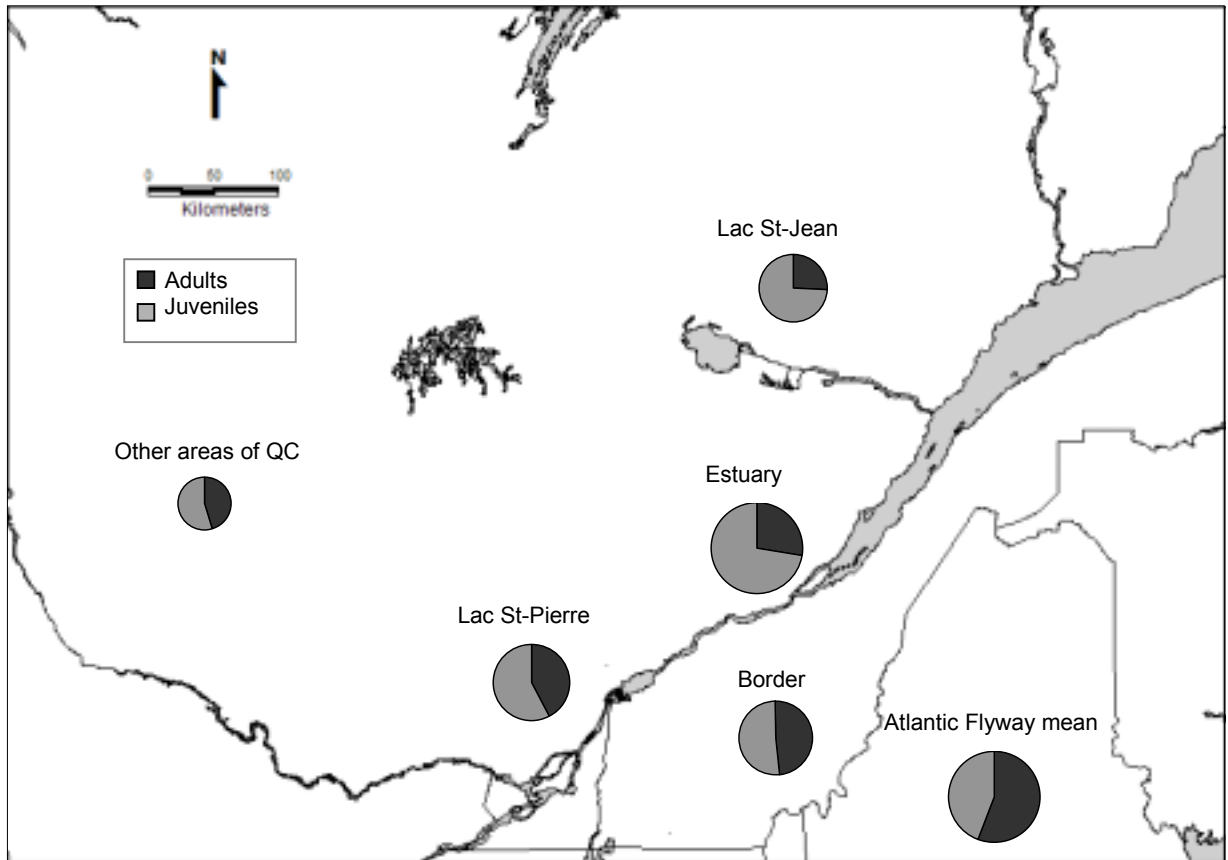 N
0 50 100
Kilometers
Adults
Juveniles
Lac St-Jean
Other areas of QC
Estuary
Lac St-Pierre
Border
Atlantic Flyway mean